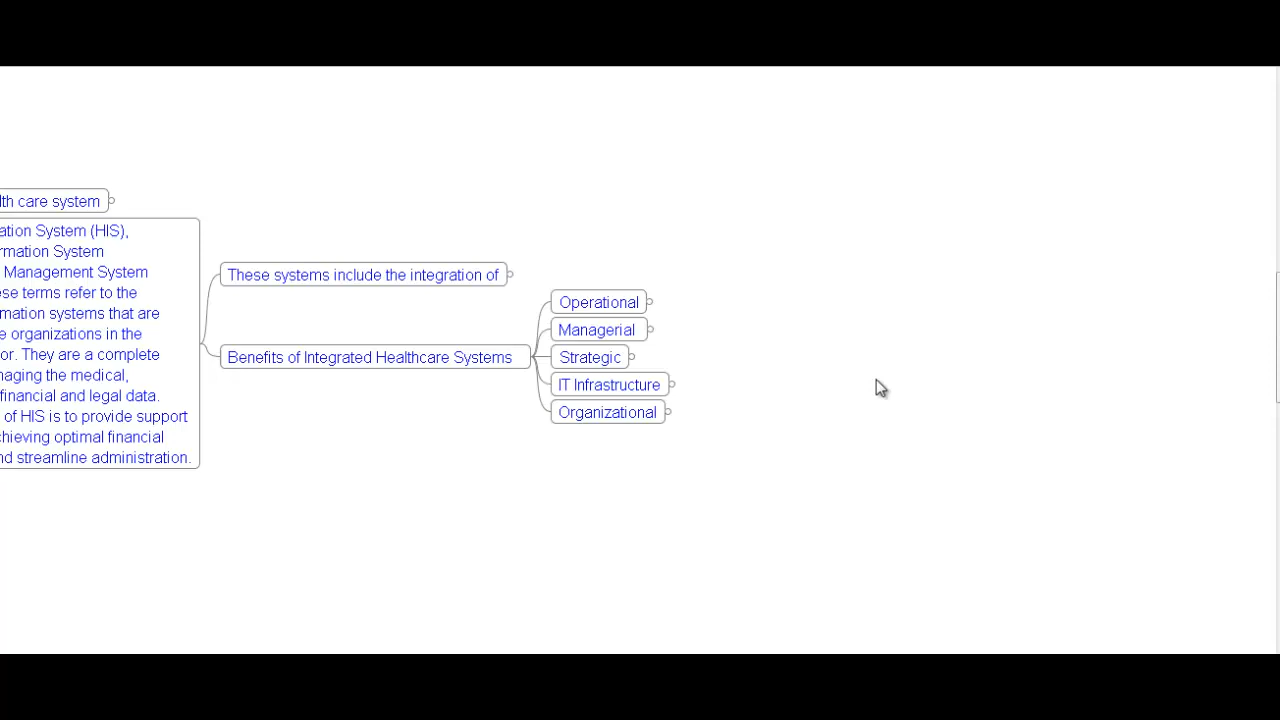 lth care system
ation System (HIS),
rmation System
Management System
ese terms refer to the
mation systems that are
e organizations in the
or. They are a complete
naging the medical,
financial and legal data.
of HIS is to provide support
chieving optimal financial
nd streamline administration.
These systems include the integration of
Benefits of Integrated Healthcare Systems
Operational
Managerial
Strategic
IT Infrastructure
Organizational